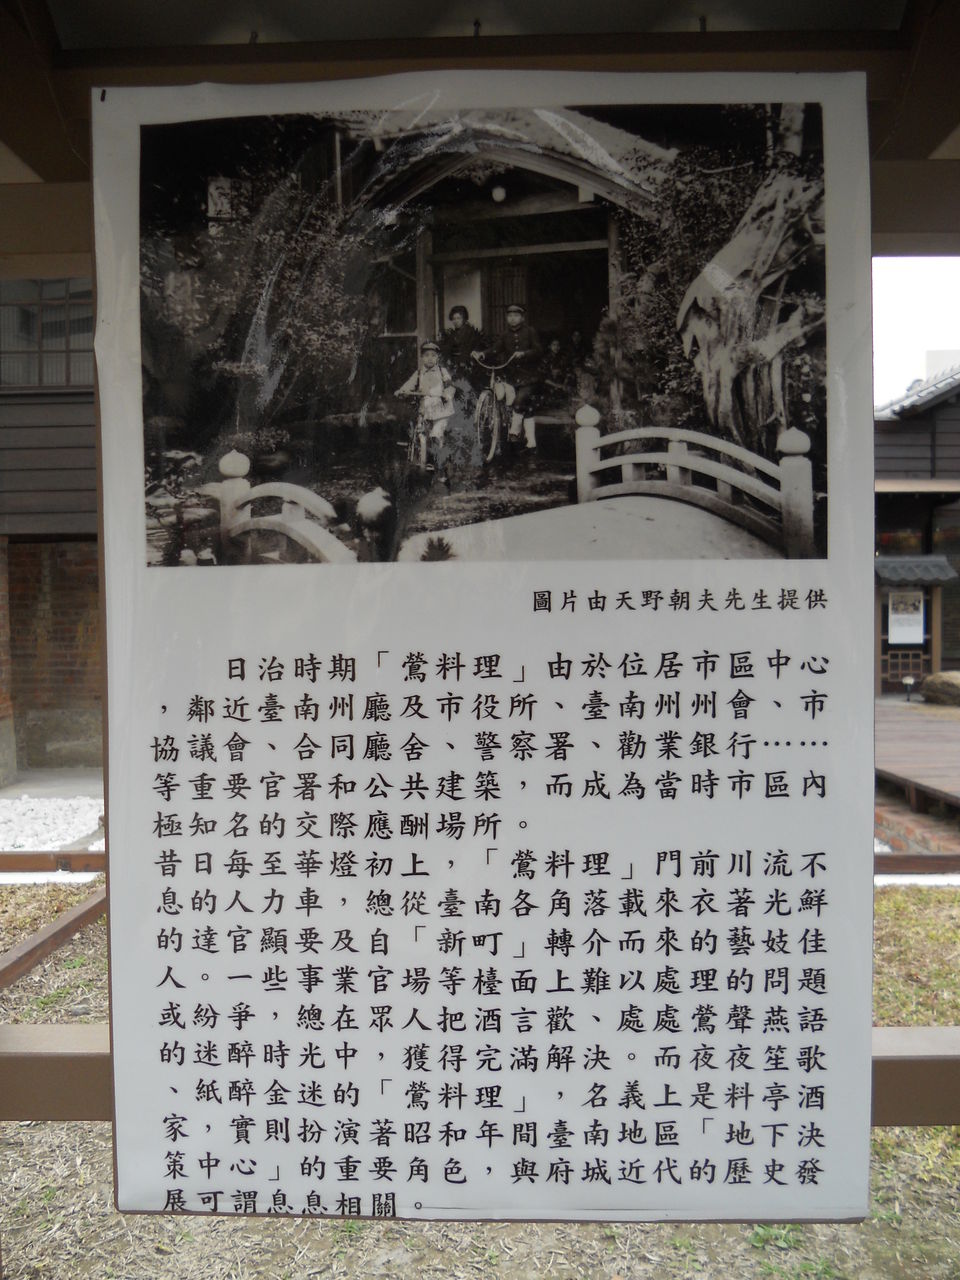 圖片由天野朝夫先生提供
日治時期「鶯料理」由於位居市區中心
，鄰近臺南州廳及市役所、臺南州州會、市
協議會、合同廳舍、警察署、勸業銀行⋯⋯
等重要官署和公共建築，而成為當時市區內
極知名的交際應酬場所。
昔日每至華燈初上，「鶯料理」門前川流不
息的人力車，總從臺南各角落載來衣著光鮮
的達官顯要及自「新町」轉介而來的藝妓佳
人。一些事業官場等檯面上難以處理的問題
或紛爭，總在眾人把酒言歡、處處鶯聲燕語
的迷醉時光中，獲得完滿解決。而夜夜笙歌
、紙醉金迷的「鶯料理」，名義上是料亭酒
家，實則扮演著昭和年間臺南地區「地下決
策中心」的重要角色，與府城近代的歷史發
展可謂息息相關。